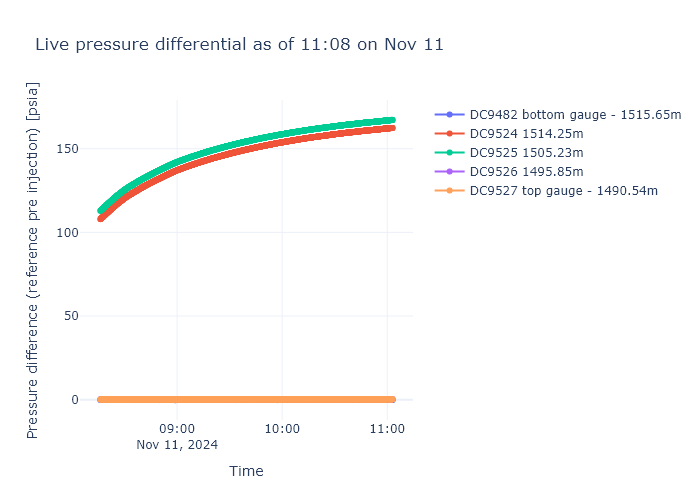 Live pressure differential as of 11:08 on Nov 11
Pressure difference (reference pre injection) [psia]
150
100
50
0
09:00
Nov 11, 2024
10:00
11:00
Time
DC9482 bottom gauge - 1515.65m
DC9524 1514.25m
DC9525 1505.23m
DC9526 1495.85m
DC9527 top gauge - 1490.54m